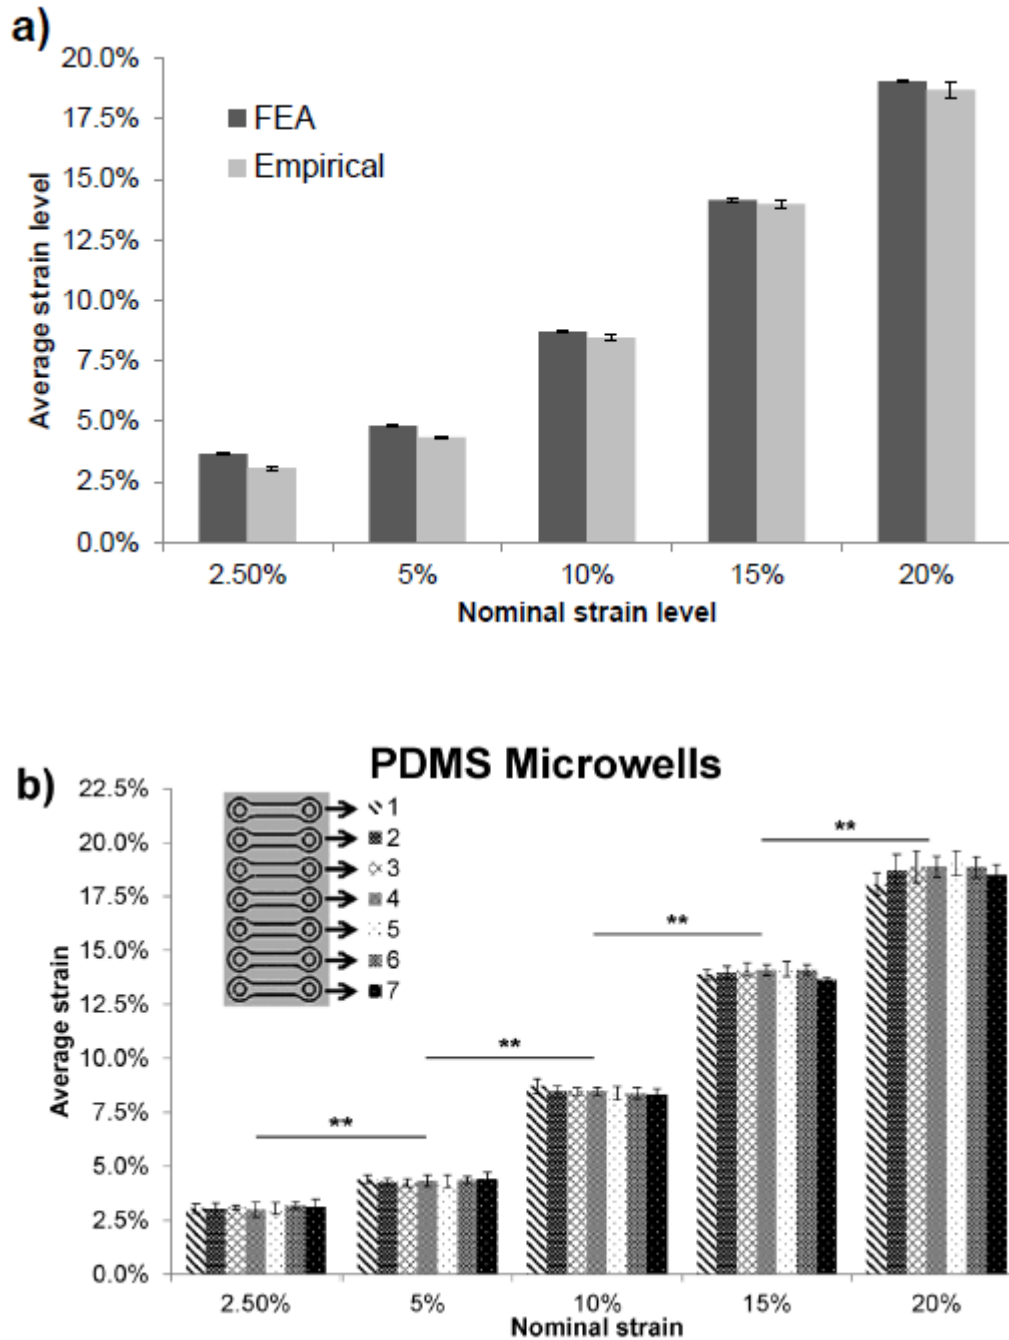 a)
20.0%
17.5%
15.0%
12.5%
10.0%
7.5%
5.0%
2.5%
0.0%
Average strain level
FEA
Empirical
2.50% 5% 10% 15% 20%
Nominal strain level
PDMS Microwells
b)
22.5%
20.0%
17.5%
15.0%
12.5%
10.0%
7.5%
5.0%
2.5%
0.0%
Average strain
1
2
3
4
5
6
7
**
**
**
**
2.50% 5% 10% 15% 20%
Nominal strain